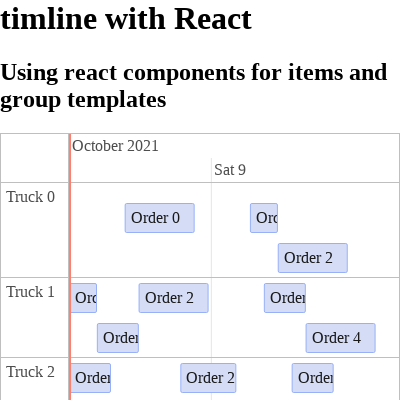 timline with React
Using react components for items and
group templates
October 2021
Sat 9
Truck 0
Order 0
Ord
Order 2
Truck 1
Ord
Order 2
Order
Order
Order 4
Truck 2
Order
Order 2
Order